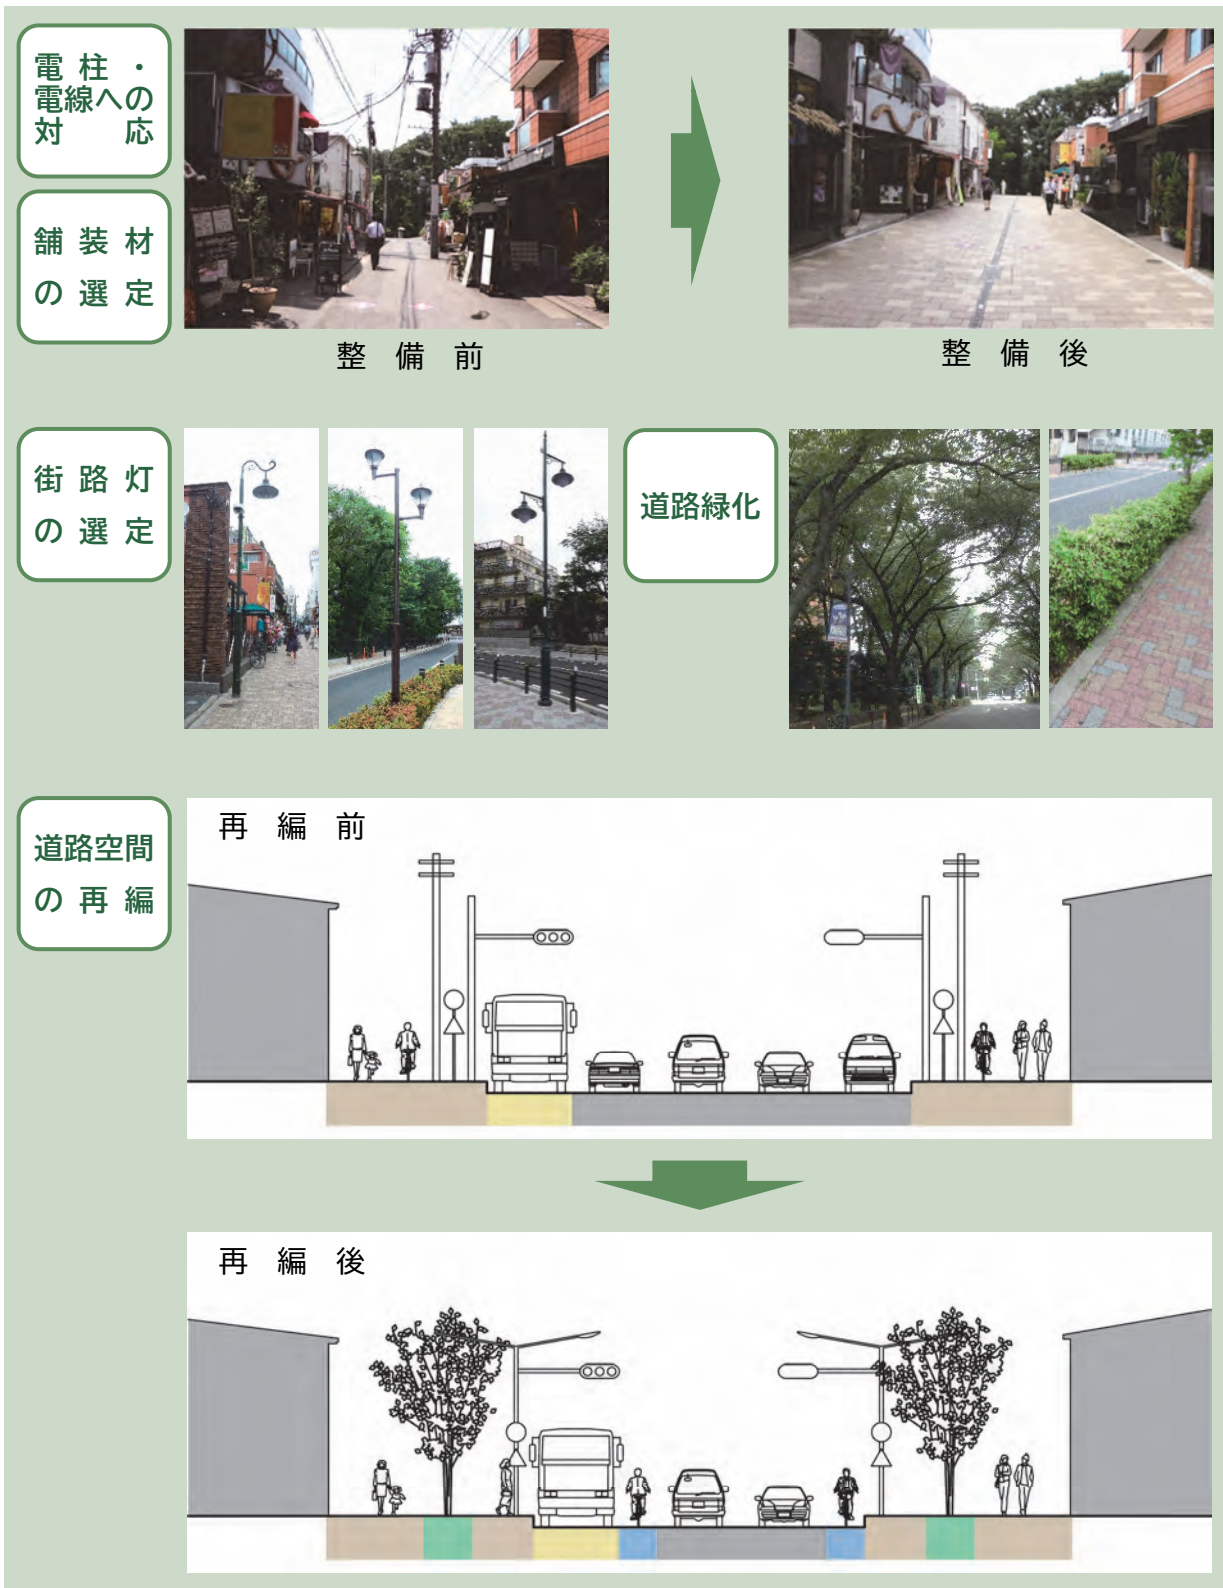 電柱・
電線への
対応
舗装材
の選定
整備前
整備後
街路灯
の選定
道路緑化
道路空間
の再編
再編前
再編後